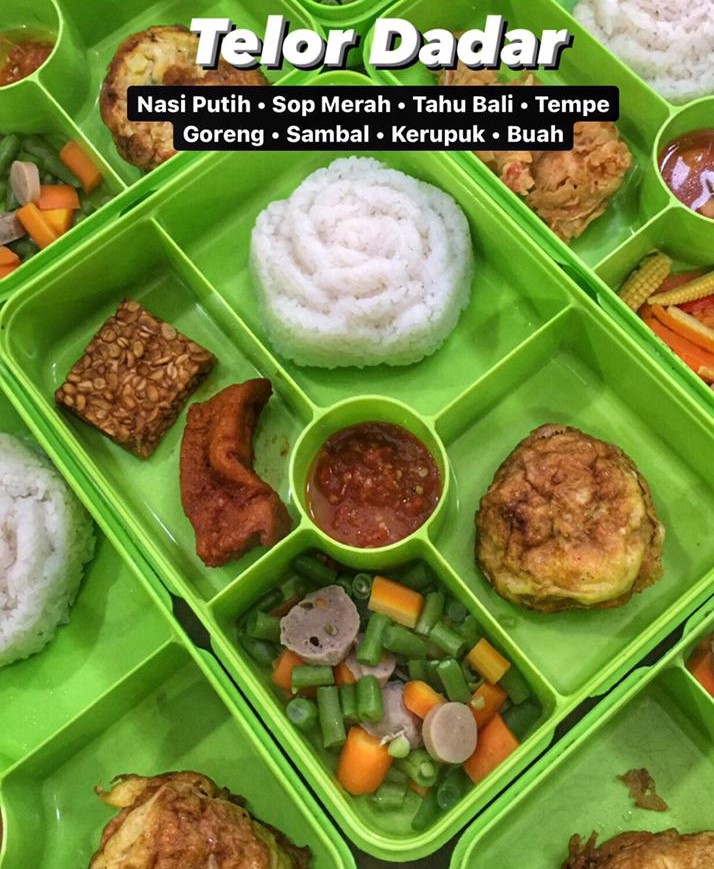 Telor Dadar
Nasi Putih • Sop Merah • Tahu Bali • Tempe
Goreng • Sambal • Kerupuk • Buah